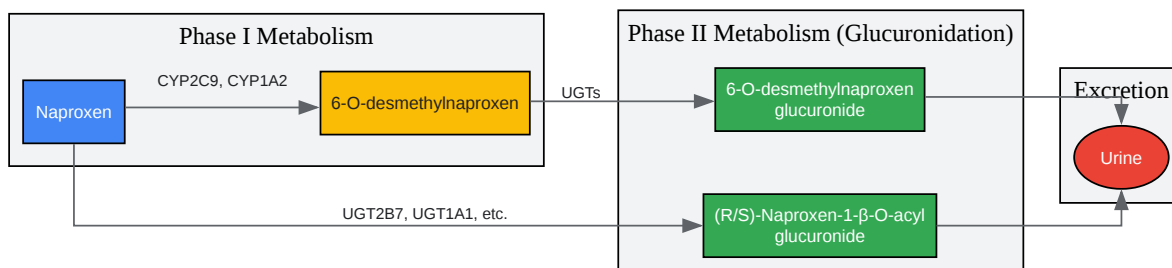 Phase I Metabolism
Phase II Metabolism (Glucuronidation)
Excretion
Naproxen
CYP2C9, CYP1A2
6-O-desmethylnaproxen
UGTs
6-O-desmethylnaproxen
glucuronide
Urine
UGT2B7, UGT1A1, etc.
(R/S)-Naproxen-1-β-O-acyl
glucuronide